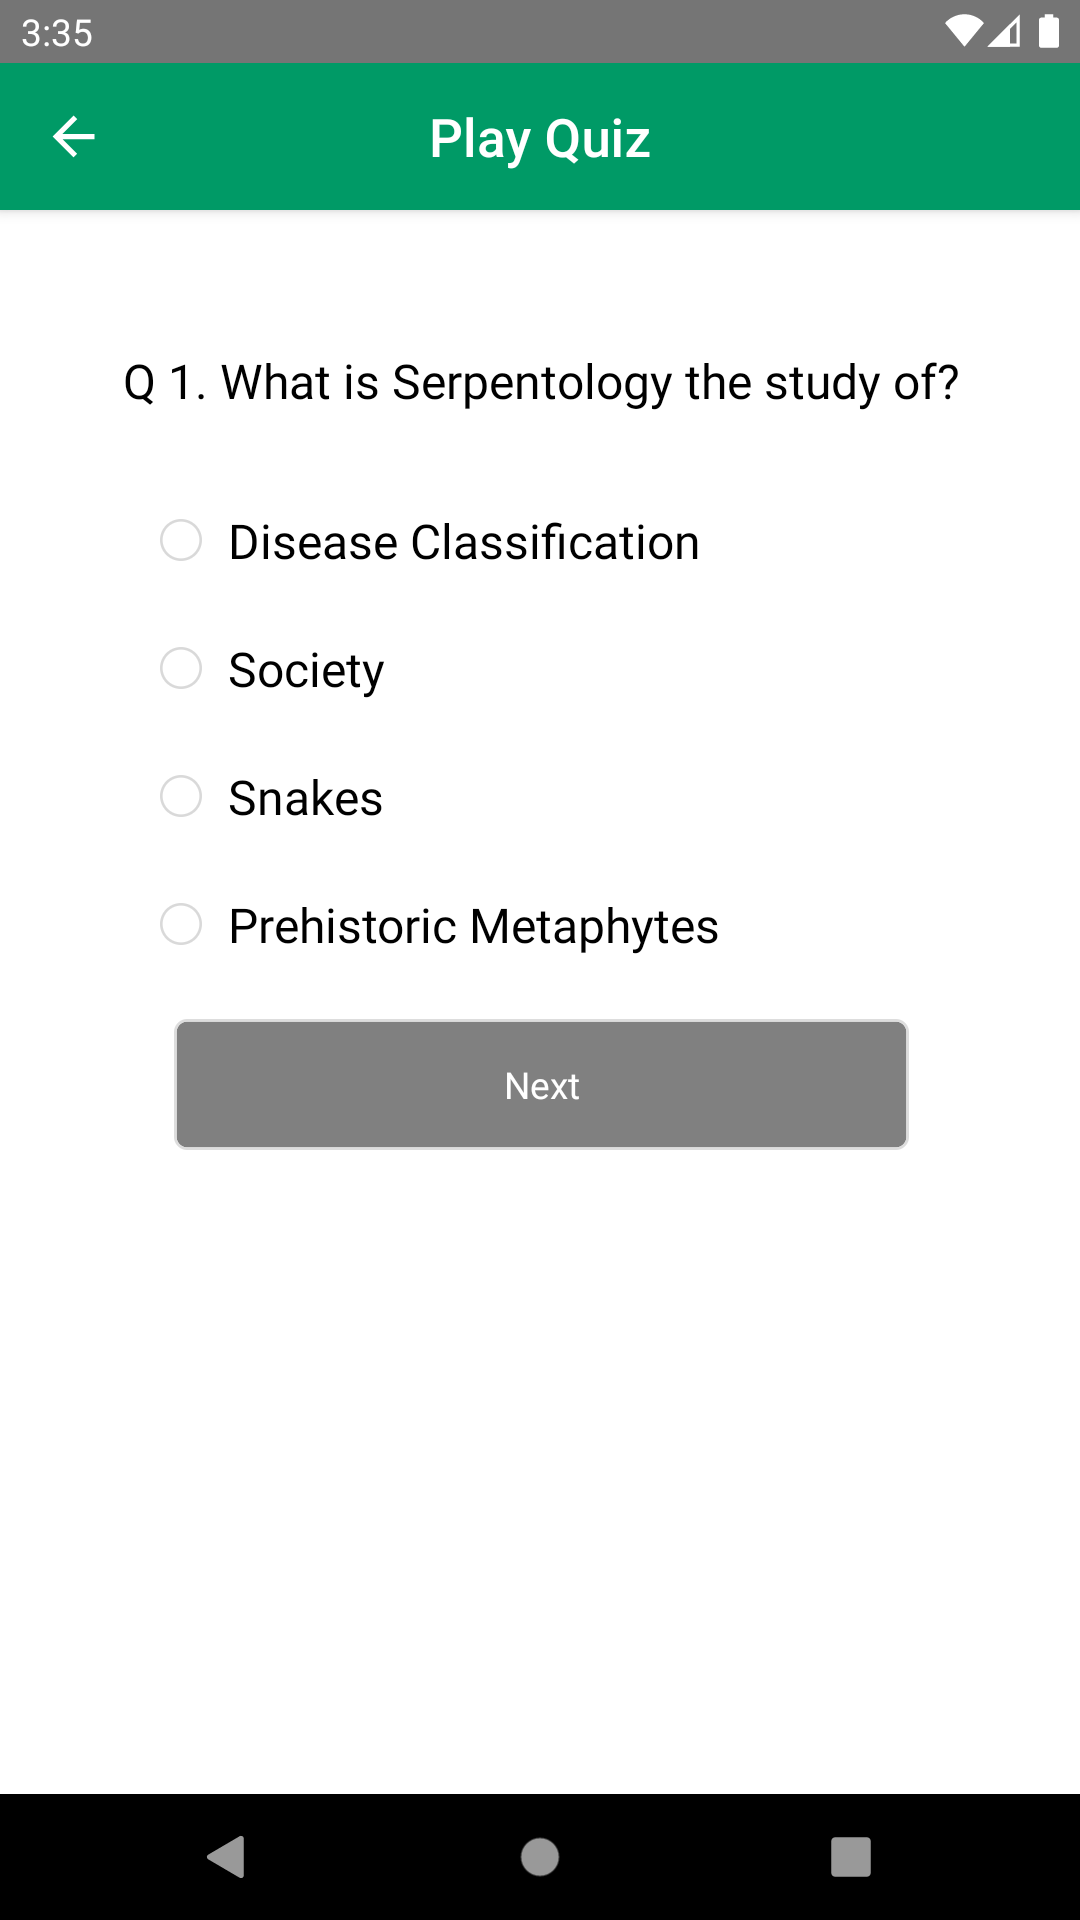 3:35
Play Quiz
Q 1. What is Serpentology the study of?
Disease Classification
Society
Snakes
Prehistoric Metaphytes
Next